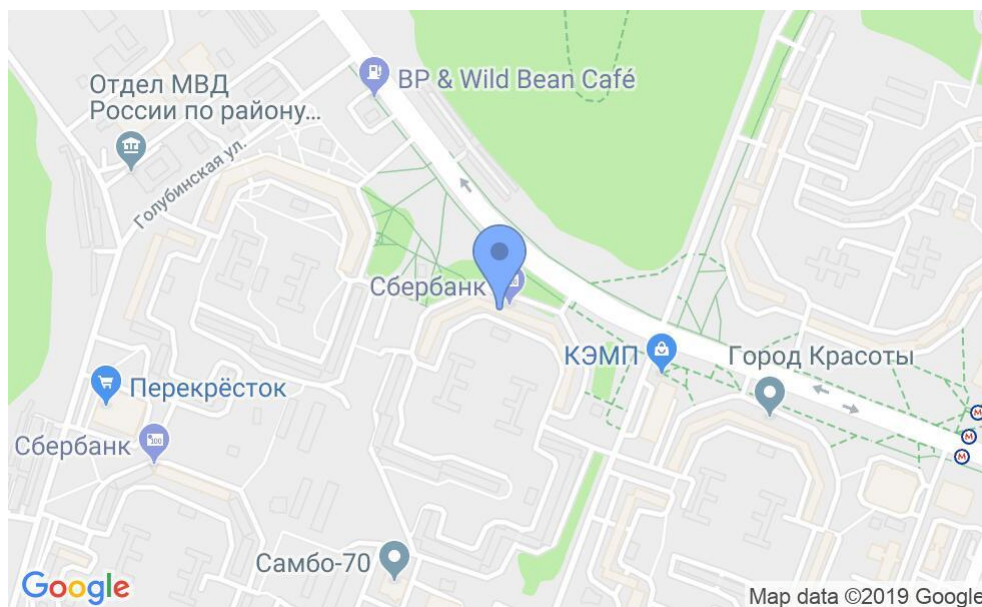 BP & Wild Bean Café
Отдел МВД
России по району...
Голубинская ул.
Сбербанк
КЭМП
Город Красоты
Перекрёсток
Сбербанк
100
М
М
М
Самбо-70
Google
Map data ©2019 Google